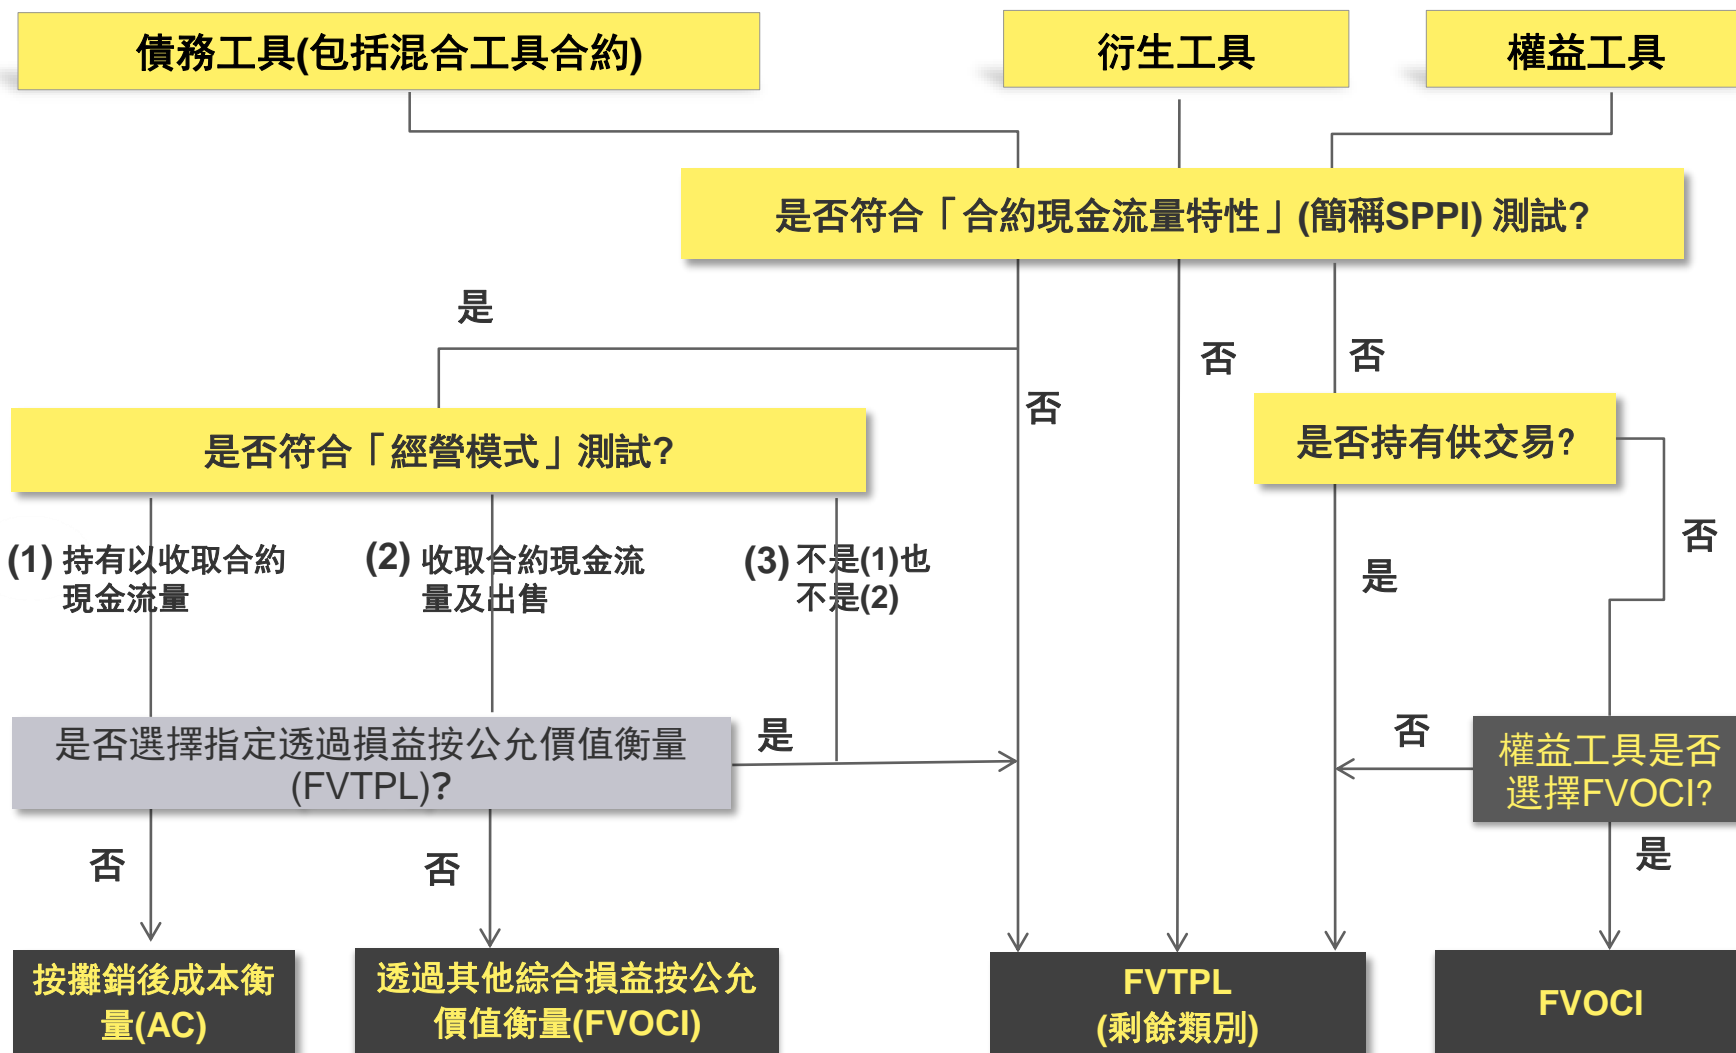 債務工具(包括混合工具合約)
衍生工具
權益工具
是否符合「合約現金流量特性」(簡稱SPPI) 測試?
是
否
否
否
是否符合「經營模式」測試?
是否持有供交易?
(1) 持有以收取合約
現金流量
(2) 收取合約現金流
量及出售
(3) 不是(1)也
不是(2)
是
否
是否選擇指定透過損益按公允價值衡量
(FVTPL)?
是
否
權益工具是否
選擇FVOCI?
否
否
是
按攤銷後成本衡
量(AC)
透過其他綜合損益按公允
價值衡量(FVOCI)
FVTPL
(剩餘類別)
FVOCI